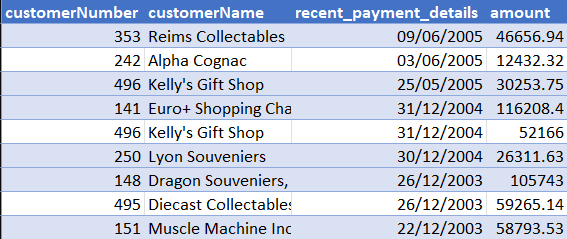 customerNumber customerName recent_payment_details amount
353 Reims Collectables 09/06/2005 46656.94
242 Alpha Cognac 03/06/2005 12432.32
496 Kelly's Gift Shop 25/05/2005 30253.75
141 Euro+ Shopping Cha 31/12/2004 116208.4
496 Kelly's Gift Shop 31/12/2004 52166
250 Lyon Souveniers 30/12/2004 26311.63
148 Dragon Souveniers, 26/12/2003 105743
495 Diecast Collectables 26/12/2003 59265.14
151 Muscle Machine Inc 22/12/2003 58793.53